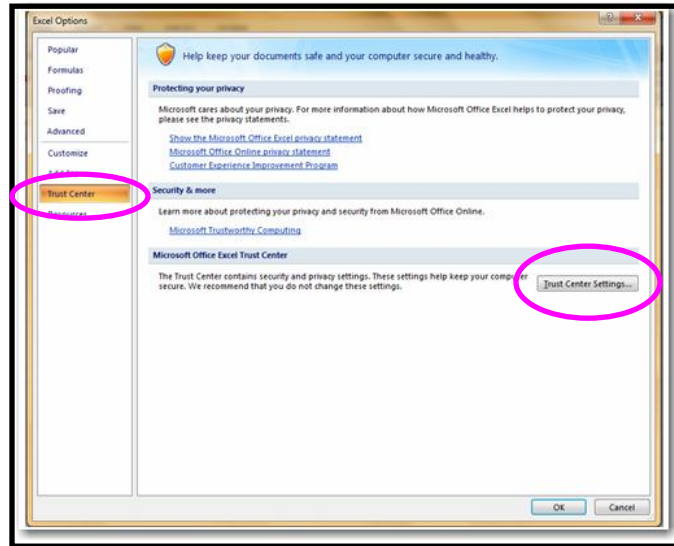 Excel Options
Popular
Formulas
Proofing
Save
Advanced
Customize
Trust Center
Resources
Help keep your documents safe and your computer secure and healthy.
Protecting your privacy
Microsoft cares about your privacy. For more information about how Microsoft Office Excel helps to protect your privacy,
please see the privacy statements.
Show the Microsoft Office Excel privacy statement
Microsoft Office Online privacy statement
Customer Experience Improvement Program
Security & more
Learn more about protecting your privacy and security from Microsoft Office Online.
Microsoft Trustworthy Computing
Microsoft Office Excel Trust Center
The Trust Center contains security and privacy settings. These settings help keep your computer
secure. We recommend that you do not change these settings.
Trust Center Settings...
OK
Cancel